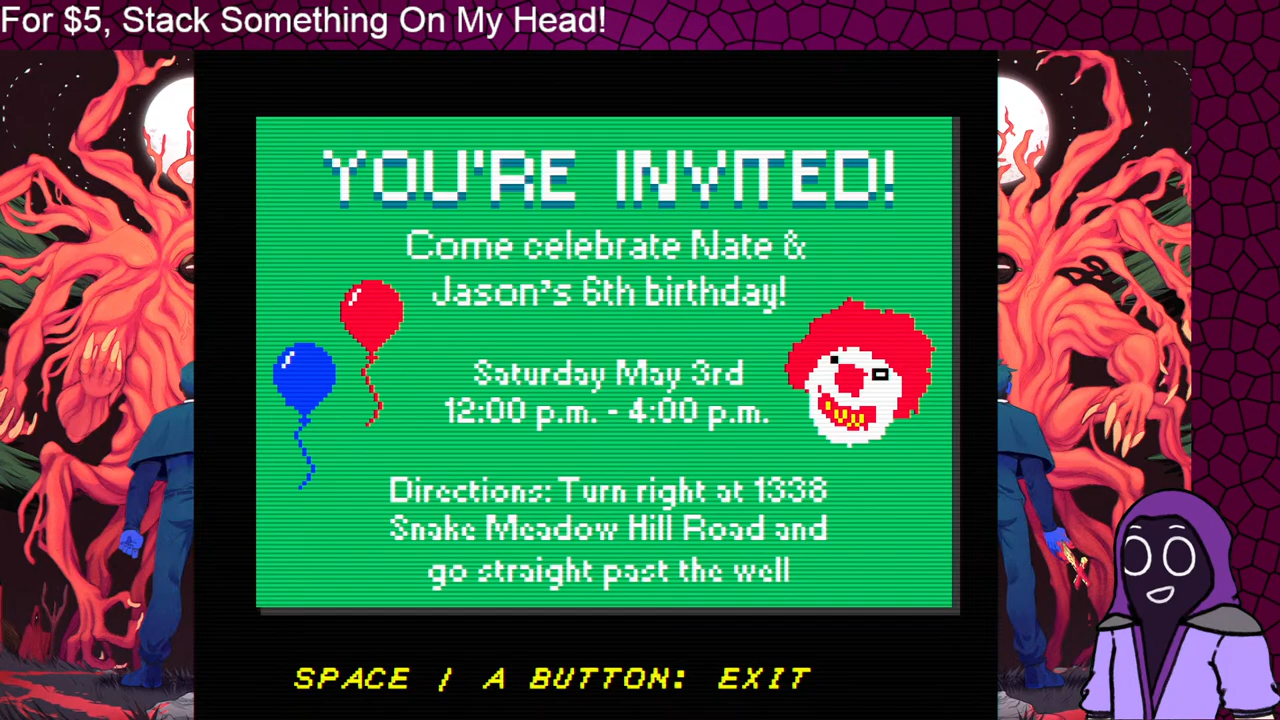 For $5, Stack Something On My Head!
YOU'RE INVITED!
Come celebrate Nate &
Jason's 6th birthday!
Saturday May 3rd
12:00 p.m. - 4:00 p.m.
Directions: Turn right at 1338
Snake Meadow Hill Road and
go straight past the well
SPACE / A BUTTON: EXIT